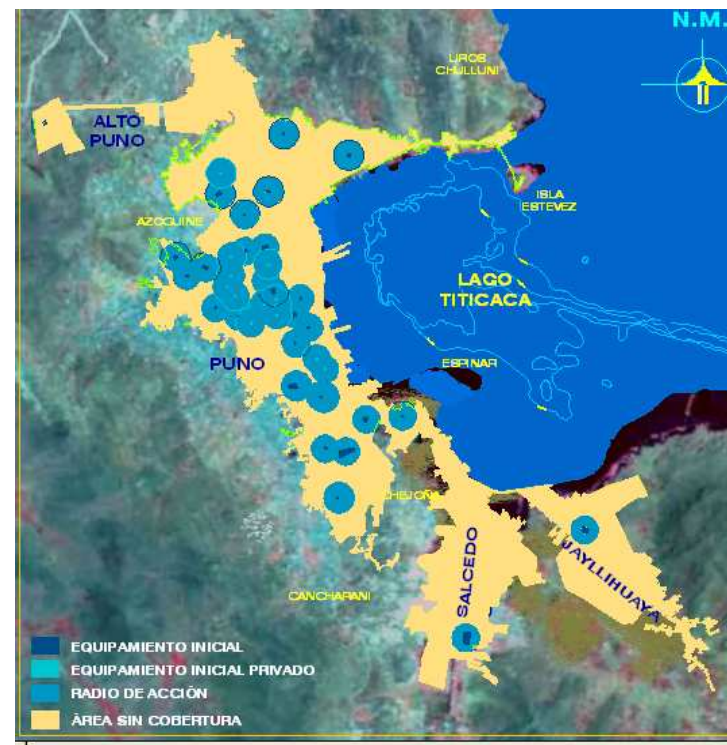 N.M.
UROS
CHULLUNI
ALTO
PUNO
ISLA
ESTEVEZ
AZOGUINE
LAGO
TITICACA
PUNO
ESPINAR
CHEJOÑA
SALCEDO
JAYLLIHUAYA
CANCHARANI
EQUIPAMIENTO INICIAL
EQUIPAMIENTO INICIAL PRIVADO
RADIO DE ACCIÓN
ÀREA SIN COBERTURA